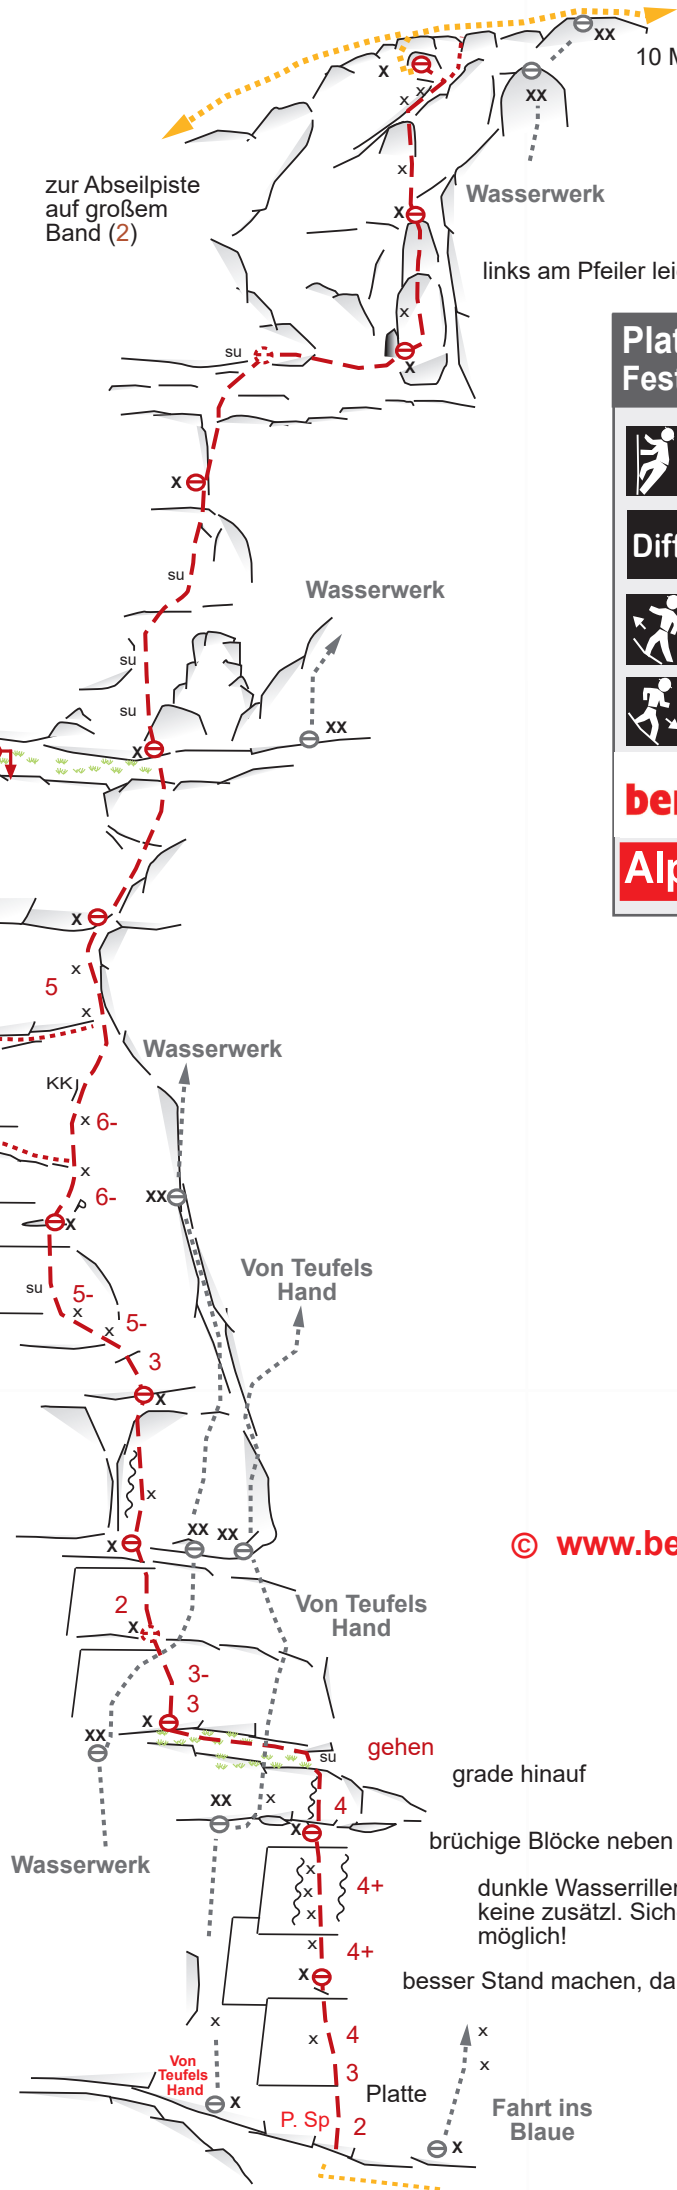 XX
10 M
X
x
x
XX
x
zur Abseilpiste
auf großem
Band (2)
Wasserwerk
X
links am Pfeiler lei
x
Plat
Fest
su
X
X
Diff
su
Wasserwerk
su
su
XX
X
ber
Alp
X
x
5
x
Wasserwerk
KK
x 6-
x
6-
XX
X
Von Teufels
Hand
su
5-
x
5-
x
3
X
x
© www.be
XX
XX
X
2
Von Teufels
Hand
X
3-
3
X
XX
gehen
su
grade hinauf
XX
x
4
X
brüchige Blöcke neben
Wasserwerk
x
4+
x
dunkle Wasserrillen
x
keine zusätzl. Sich
möglich!
x
4+
X
besser Stand machen, da
x
x
4
x
x
Von
Teufels
Hand
3
X
Platte
Fahrt ins
Blaue
P. Sp
2
X